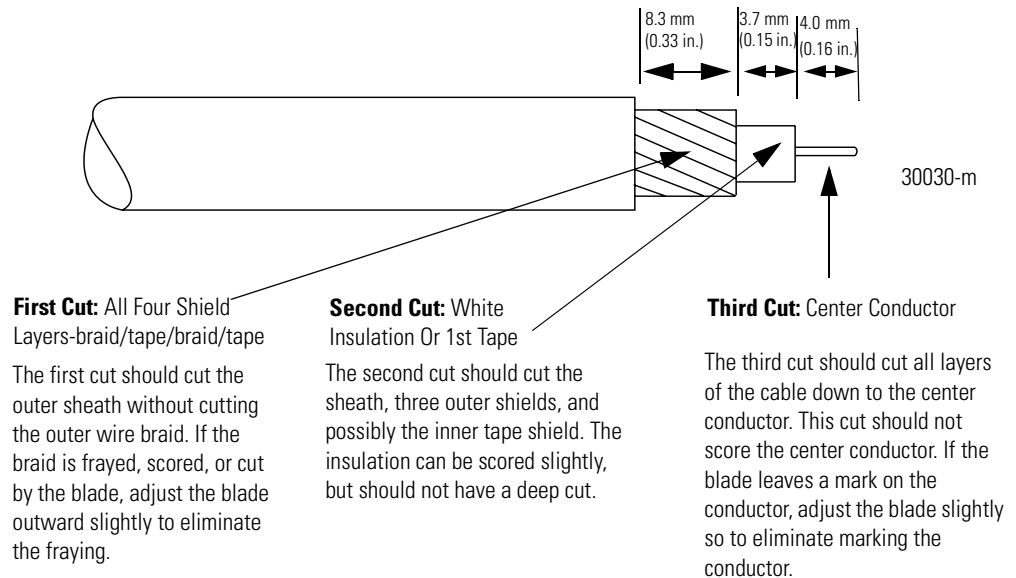 8.3 mm
(0.33 in.)
3.7 mm
(0.15 in.)
4.0 mm
(0.16 in.)
30030-m
First Cut: All Four Shield
Layers-braid/tape/braid/tape
The first cut should cut the
outer sheath without cutting
the outer wire braid. If the
braid is frayed, scored, or cut
by the blade, adjust the blade
outward slightly to eliminate
the fraying.
Second Cut: White
Insulation Or 1st Tape
The second cut should cut the
sheath, three outer shields, and
possibly the inner tape shield. The
insulation can be scored slightly,
but should not have a deep cut.
Third Cut: Center Conductor
The third cut should cut all layers
of the cable down to the center
conductor. This cut should not
score the center conductor. If the
blade leaves a mark on the
conductor, adjust the blade slightly
so to eliminate marking the
conductor.